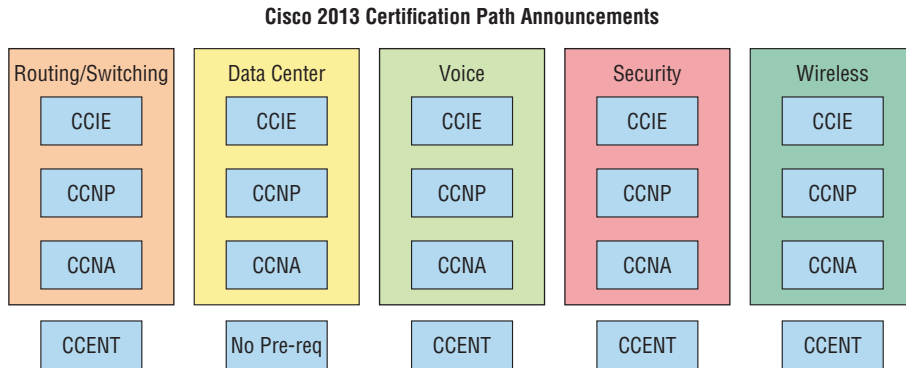 Cisco 2013 Certification Path Announcements
Routing/Switching
CCIE
CCNP
CCNA
CCENT
Data Center
CCIE
CCNP
CCNA
No Pre-req
Voice
CCIE
CCNP
CCNA
CCENT
Security
CCIE
CCNP
CCNA
CCENT
Wireless
CCIE
CCNP
CCNA
CCENT